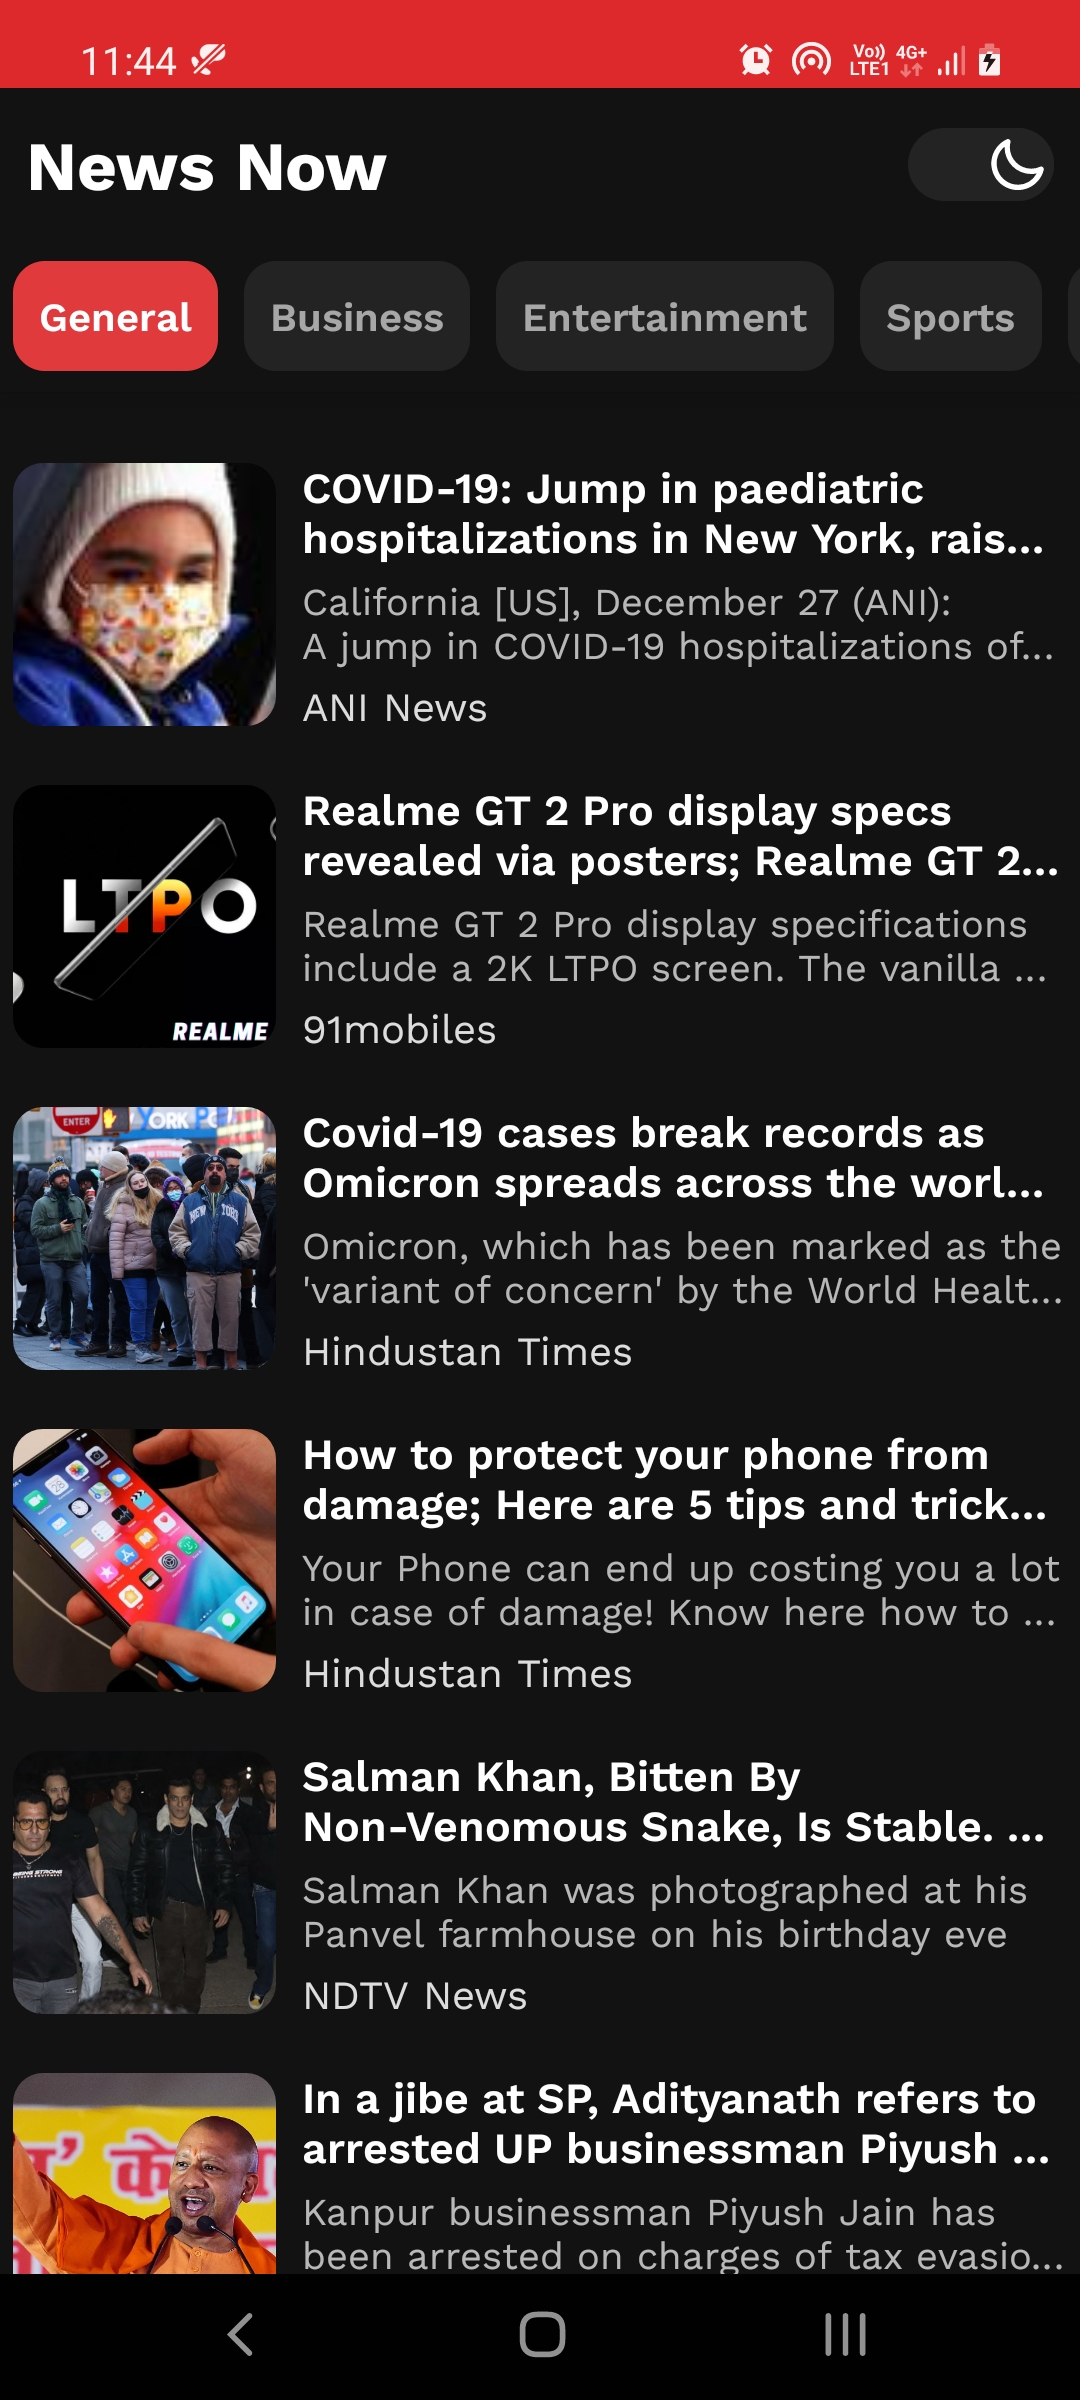 11:44
Vo)) 4G+
LTE1
News Now
General Business Entertainment Sports
COVID-19: Jump in paediatric
hospitalizations in New York, rais...
California [US], December 27 (ANI):
A jump in COVID-19 hospitalizations of...
ANI News
LTPO
REALME
Realme GT 2 Pro display specs
revealed via posters; Realme GT 2...
Realme GT 2 Pro display specifications
include a 2K LTPO screen. The vanilla ...
91mobiles
ENTER
YORK
NEW YORK
Covid-19 cases break records as
Omicron spreads across the worl...
Omicron, which has been marked as the
'variant of concern' by the World Healt...
Hindustan Times
How to protect your phone from
damage; Here are 5 tips and trick...
Your Phone can end up costing you a lot
in case of damage! Know here how to ...
Hindustan Times
BEING STRONG
Salman Khan, Bitten By
Non-Venomous Snake, Is Stable. ...
Salman Khan was photographed at his
Panvel farmhouse on his birthday eve
NDTV News
के
In a jibe at SP, Adityanath refers to
arrested UP businessman Piyush ...
Kanpur businessman Piyush Jain has
been arrested on charges of tax evasio...